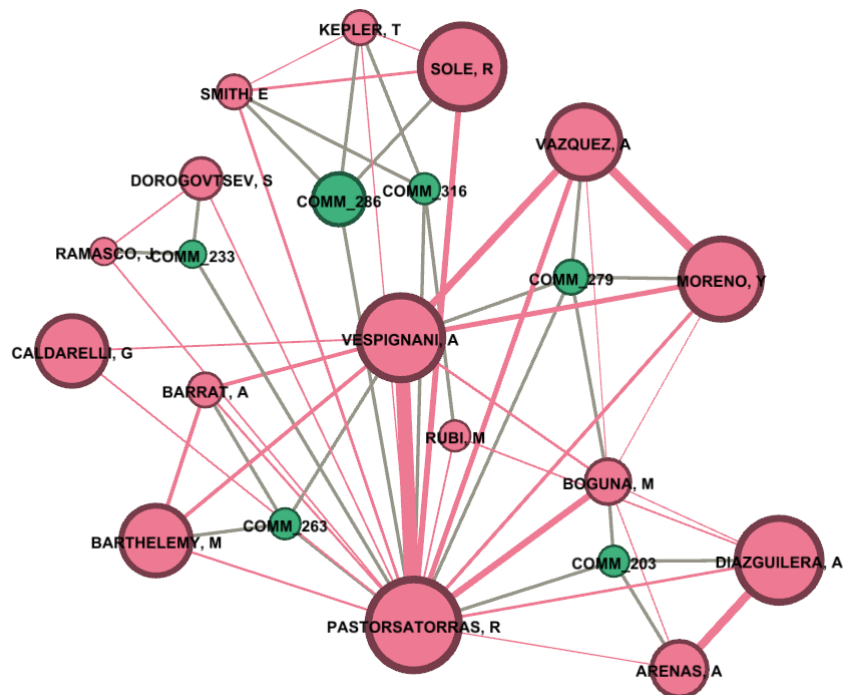 KEPLER, T
SOLE, R
SMITH, E
VAZQUEZ, A
DOROGOVTSEV, S
COMM_286
COMM_316
RAMASCO, J
COMM_233
COMM_279
MORENO, Y
VESPIGNANI, A
CALDARELLI, G
BARRAT, A
RUBI, M
BOGUNA, M
COMM_263
BARTHELEMY, M
COMM_203
DIAZGUILERA, A
PASTORSATORRAS, R
ARENAS, A